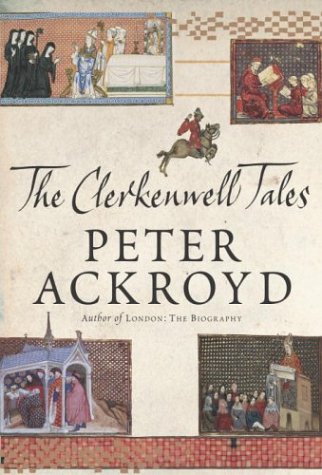 The Clerkenwell Tales
PETER
ACKROYD
Author of LONDON: THE BIOGRAPHY